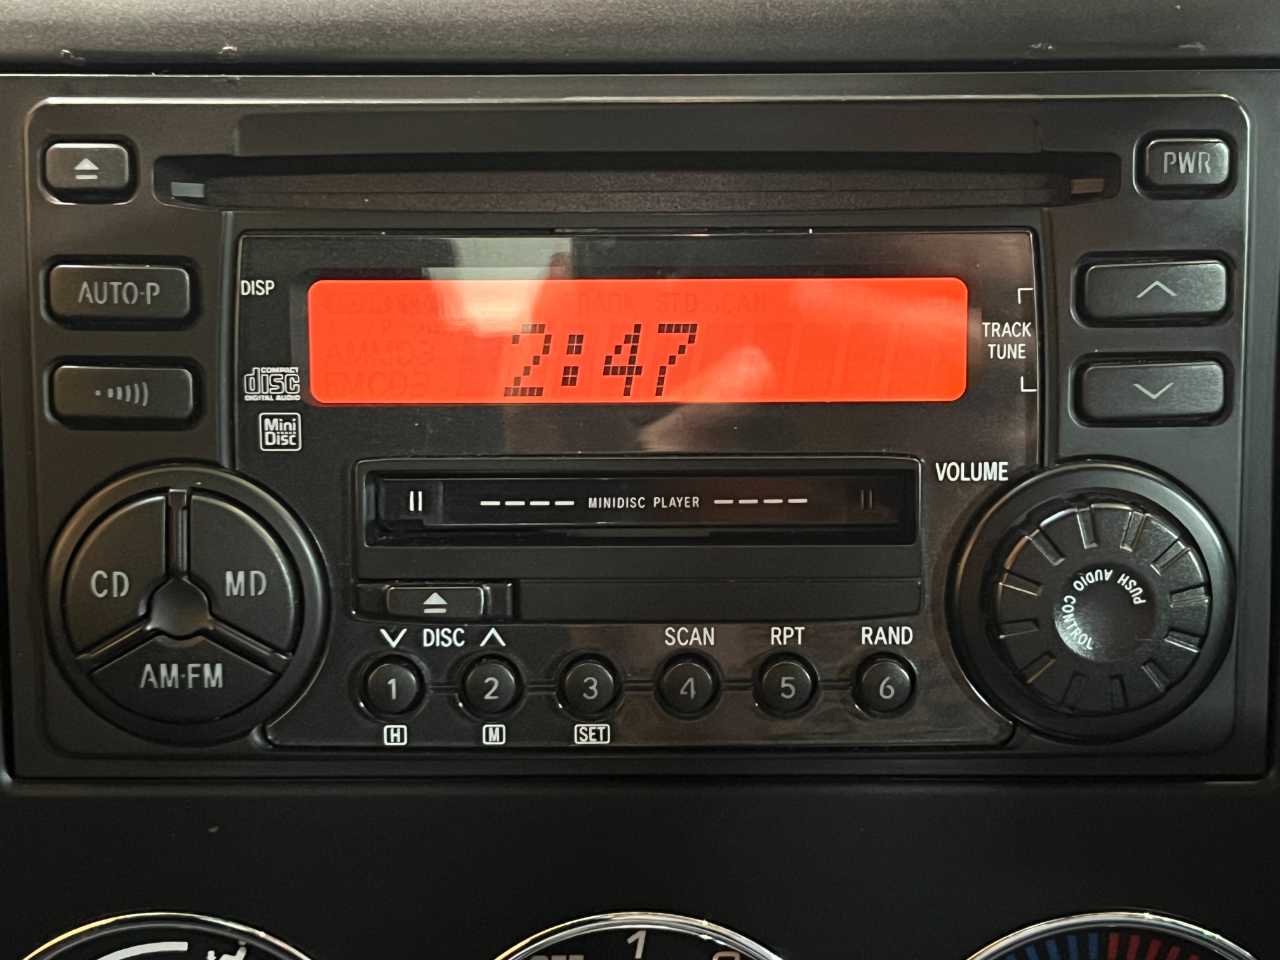 PWR
AUTO-P
DISP
2:47
TRACK
TUNE
COMPACT
disc
DIGITAL AUDIO
Mini
Disc
VOLUME
MINIDISC PLAYER
CD
MD
AM·FM
DISC
SCAN
RPT
RAND
1
2
3
4
5
6
H
M
SET
PUSH AUDIO CONTROL
1